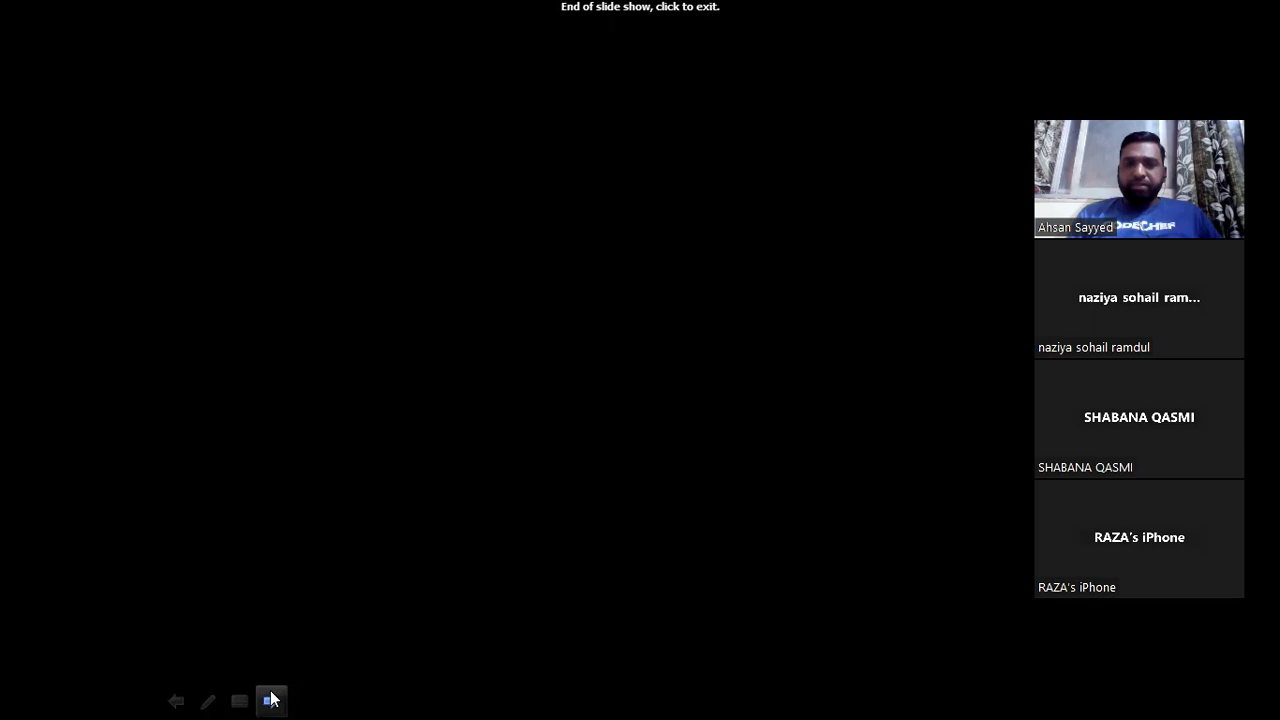 End of slide show, click to exit.
Ahsan Sayyed
ODECHEF
naziya sohail ram...
naziya sohail ramdul
SHABANA QASMI
SHABANA QASMI
RAZA's iPhone
RAZA's iPhone